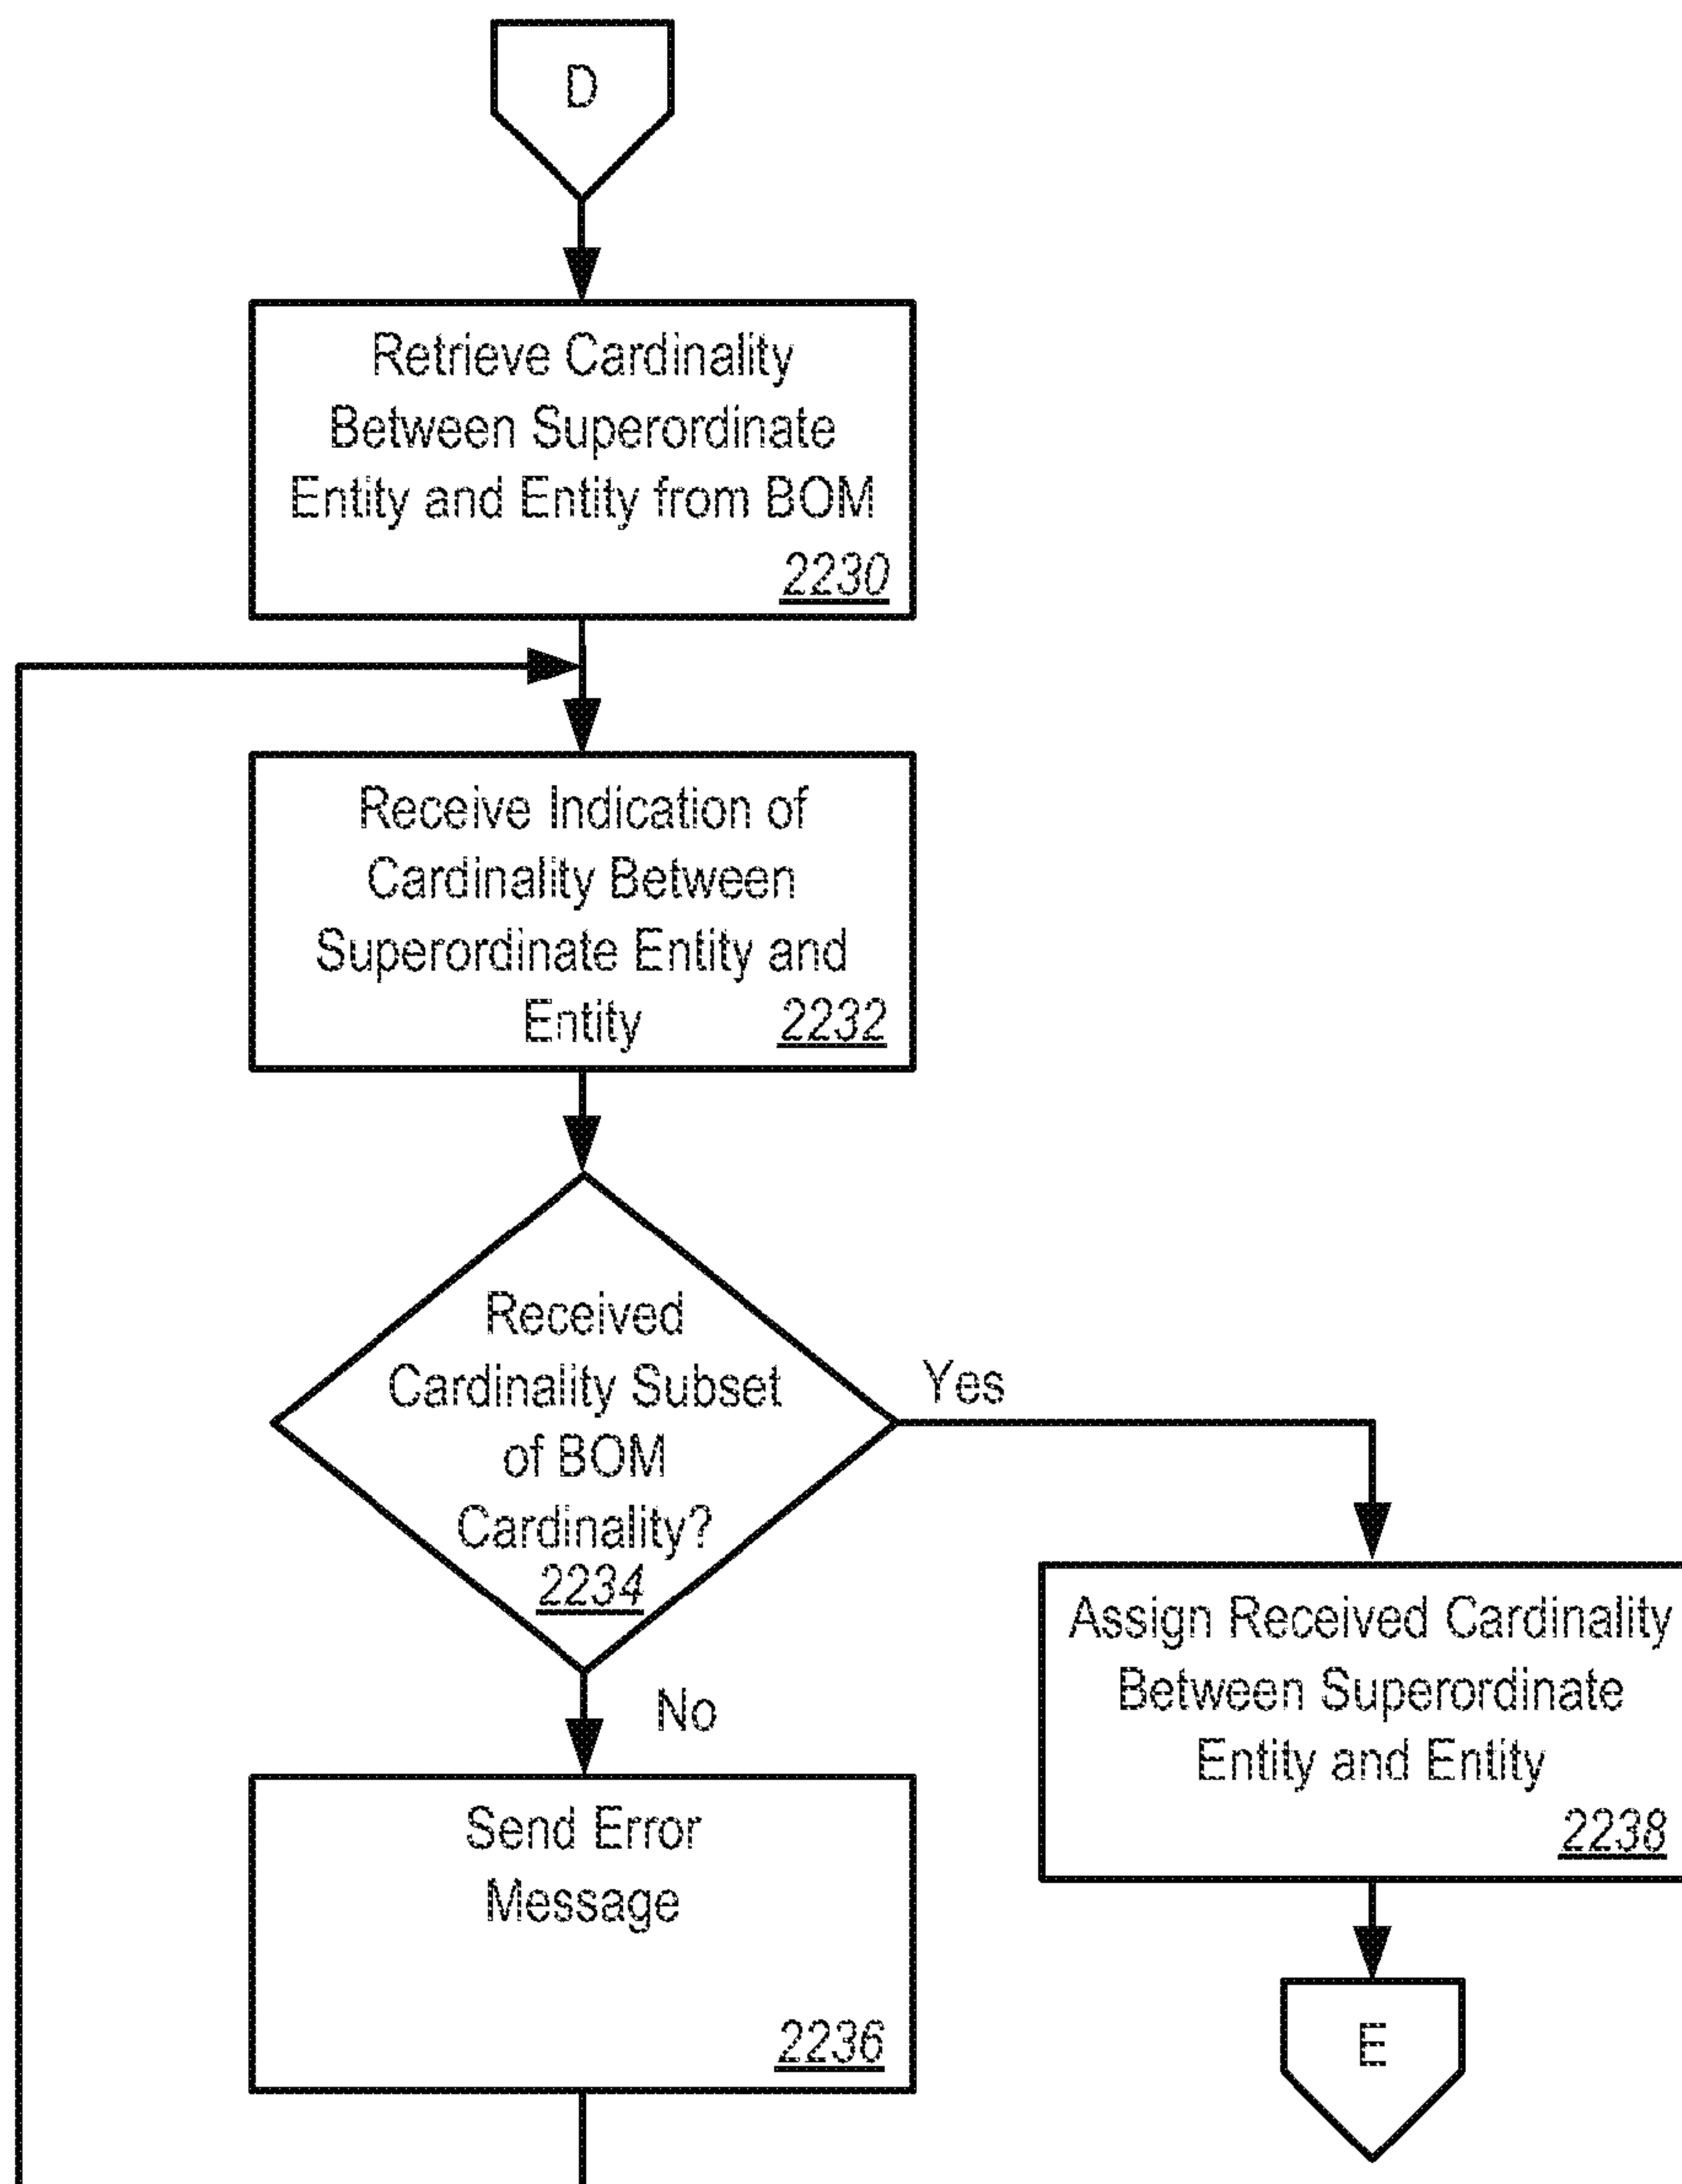 D
Retrieve Cardinality
Between Superordinate
Entity and Entity from BOM
2230
Receive Indication of
Cardinality Between
Superordinate Entity and
Entity 2232
Received
Cardinality Subset
of BOM
Cardinality?
2234
Yes
No
Assign Received Cardinality
Between Superordinate
Entity and Entity
2238
Send Error
Message
2236
E